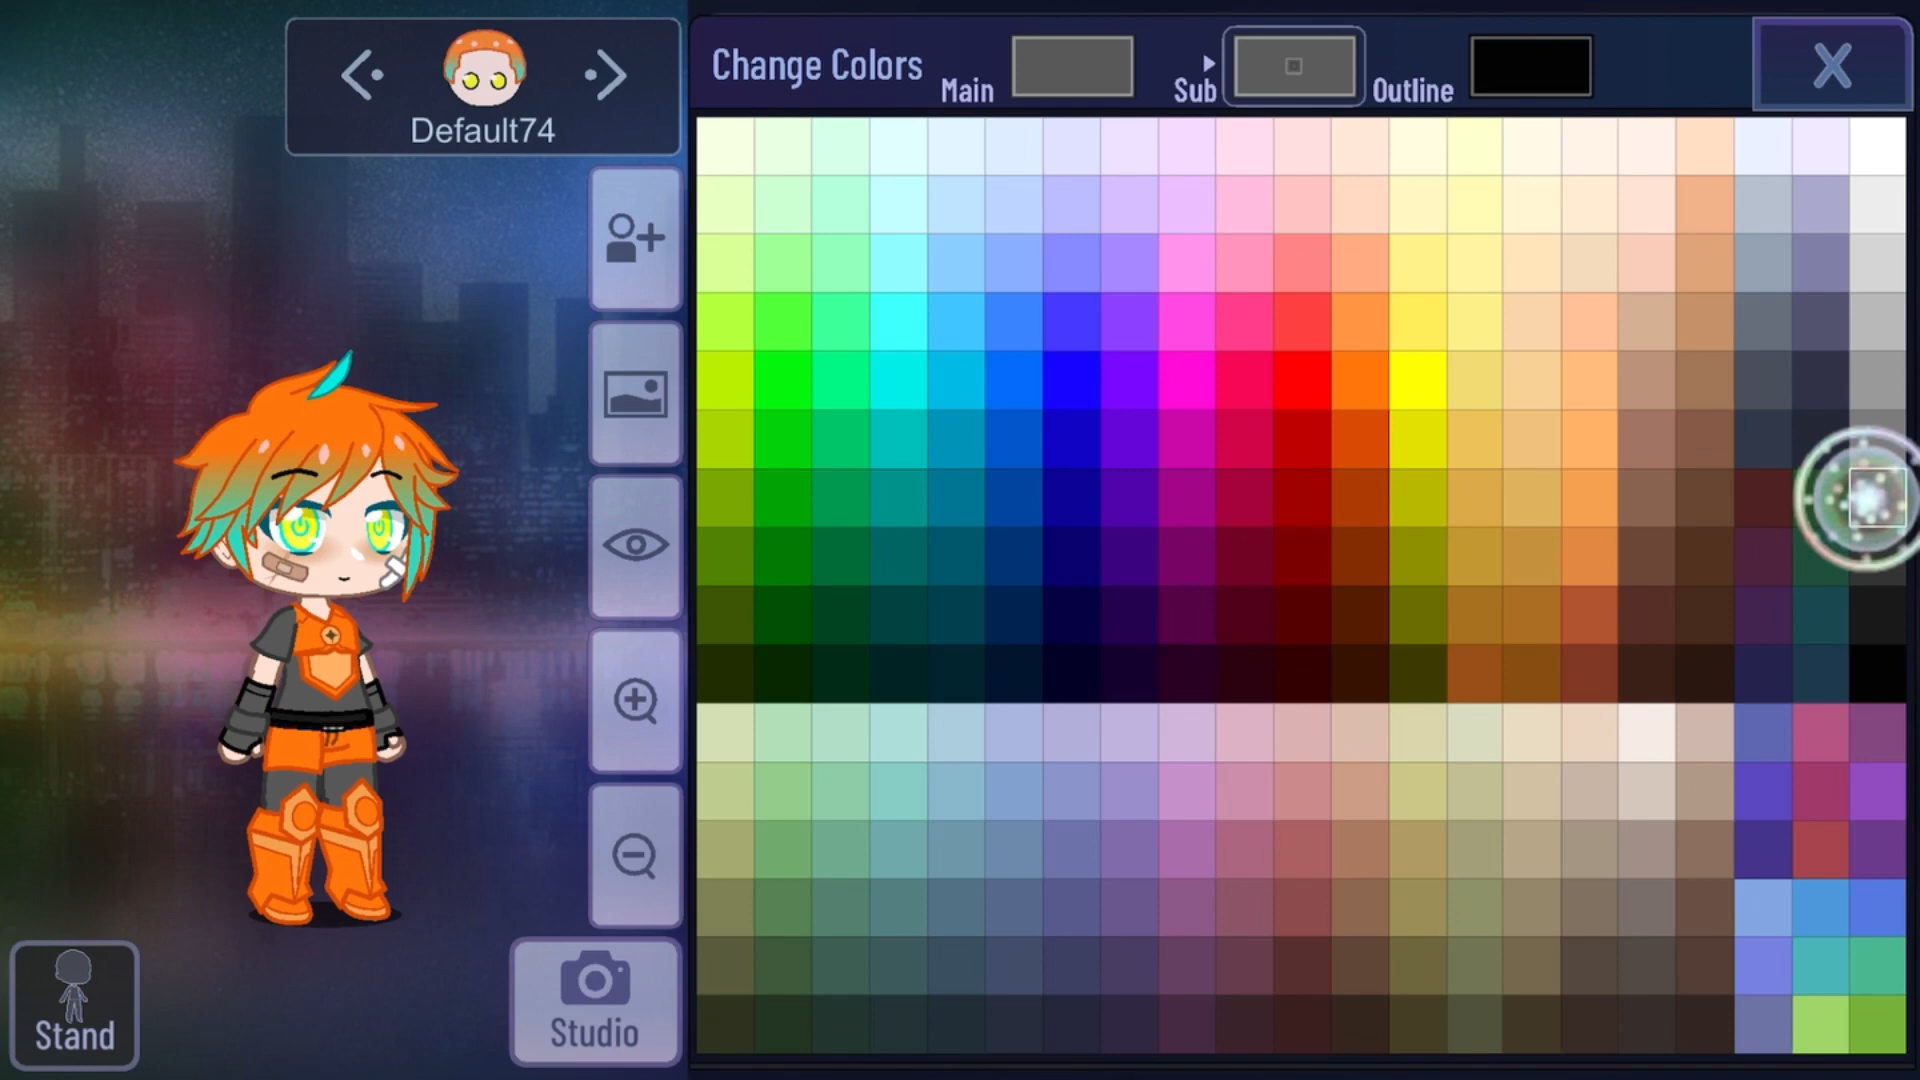 Default74
Change Colors
Main
Sub
Outline
X
Stand
Studio